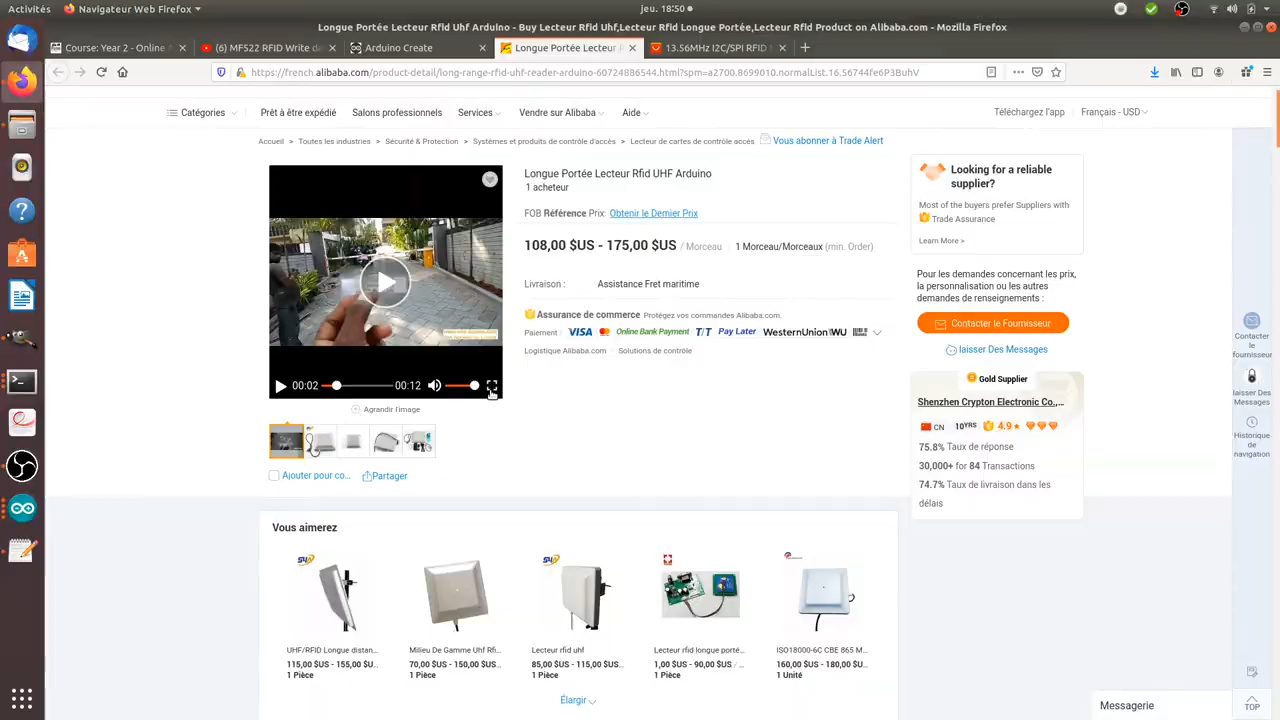 Activités
Navigateur Web Firefox
jeu. 18:50
Longue Portée Lecteur Rfid UHF Arduino - Buy Lecteur Rfid Uhf,Lecteur Rfid Uhf,Lecteur Rfid Product on Alibaba.com - Mozilla Firefox
Course: Year 2 - Online A
(6) MF522 RFID Write da
Arduino Create
Longue Portée Lecteur R
13.56MHz I2C/SPI RFID M
https://french.alibaba.com/product-detail/long-range-rfid-uhf-reader-arduino-60724886544.html?spm=a2700.8699010.normalList.16.56744fe6P3BuhV
Catégories
Prêt à être expédié
Salons professionnels
Services
Vendre sur Alibaba
Aide
Téléchargez l'app
Français - USD
Accueil > Toutes les industries > Sécurité & Protection > Systèmes et produits de contrôle d'accès > Lecteur de cartes de contrôle accès
Vous abonner à Trade Alert
Longue Portée Lecteur Rfid UHF Arduino
1 acheteur
FOB Référence Prix: Obtenir le Dernier Prix
108,00 $US - 175,00 $US / Morceau
1 Morceau/Morceaux (min. Order)
Livraison :
Assistance Fret maritime
Assurance de commerce Protégez vos commandes Alibaba.com.
Paiement : VISA Online Bank Payment T/T Pay Later WesternUnion WU
Logistique Alibaba.com · Solutions de contrôle
00:02
00:12
Agrandir l'image
Ajouter pour co...
Partager
Looking for a reliable
supplier?
Most of the buyers prefer Suppliers with
Trade Assurance
Learn More >
Pour les demandes concernant les prix,
la personnalisation ou les autres
demandes de renseignements :
Contacter le Fournisseur
laisser Des Messages
Gold Supplier
Shenzhen Crypton Electronic Co.,...
CN 10YRS 4.9
75.8% Taux de réponse
30,000+ for 84 Transactions
74.7% Taux de livraison dans les
délais
Contacter
le
fournisseur
laisser Des
Messages
Historique
de
navigation
Vous aimerez
UHF/RFID Longue distan...
115,00 $US - 155,00 $U...
1 Pièce
Milieu De Gamme Uhf Rfi...
70,00 $US - 150,00 $US...
1 Pièce
Lecteur rfid uhf
85,00 $US - 115,00 $US...
1 Pièce
Lecteur rfid longue porté...
1,00 $US - 90,00 $US / ...
1 Pièce
ISO18000-6C CBE 865 M...
160,00 $US - 180,00 $U...
1 Unité
Élargir
Messagerie
TOP